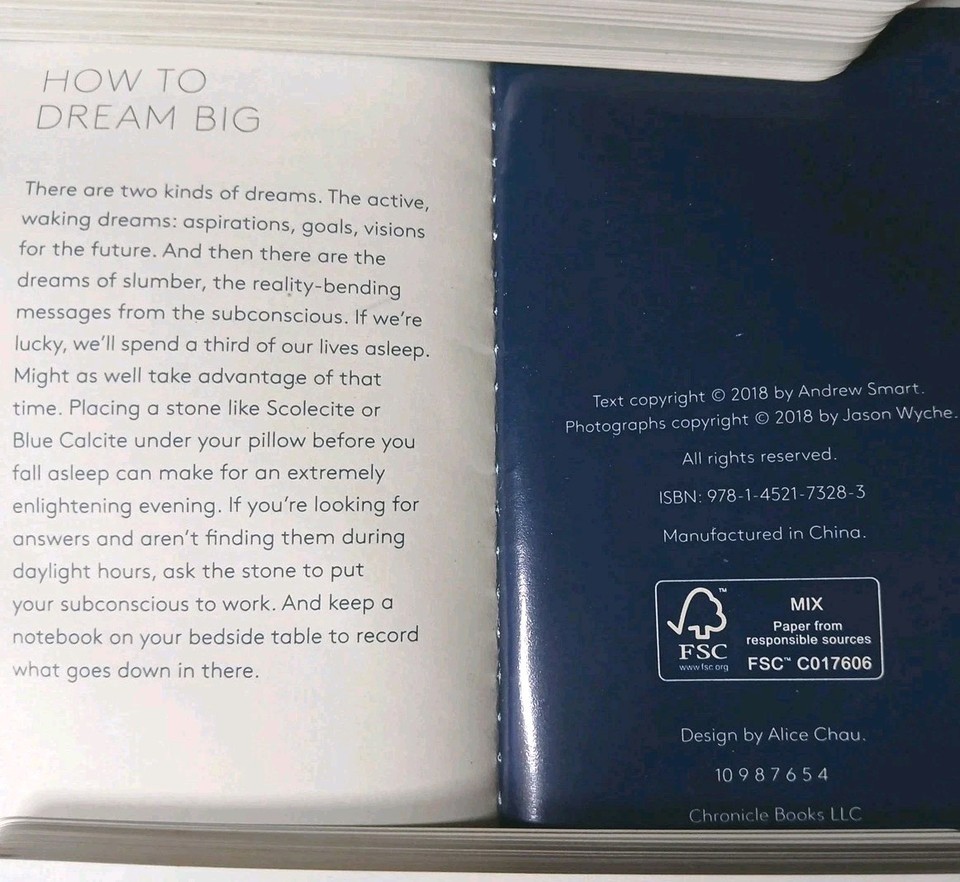 HOW TO
DREAM BIG
There are two kinds of dreams. The active,
waking dreams: aspirations, goals, visions
for the future. And then there are the
dreams of slumber, the reality-bending
messages from the subconscious. If we're
lucky, we'll spend a third of our lives asleep.
Might as well take advantage of that
time. Placing a stone like Scolecite or
Blue Calcite under your pillow before you
fall asleep can make for an extremely
enlightening evening. If you're looking for
answers and aren't finding them during
daylight hours, ask the stone to put
your subconscious to work. And keep a
notebook on your bedside table to record
what goes down in there.
Text copyright © 2018 by Andrew Smart.
Photographs copyright © 2018 by Jason Wyche.
All rights reserved.
ISBN: 978-1-4521-7328-3
Manufactured in China.
TM
FSC
www.fsc.org
MIX
Paper from
responsible sources
FSC™ C017606
Design by Alice Chau.
10 9 8 7 6 5 4
Chronicle Books LLC